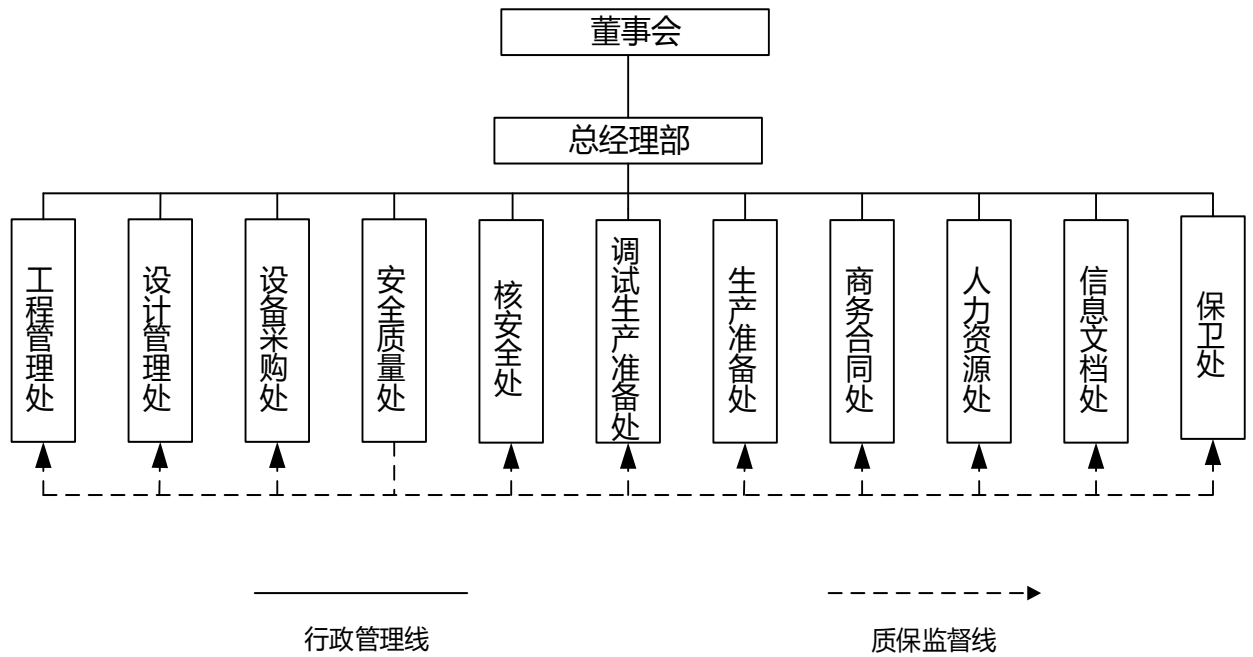 董事会
总经理部
工程管理处
设计管理处
设备采购处
安全质量处
核安全处
调试生产准备处
生产准备处
商务合同处
人力资源处
信息文档处
保卫处
行政管理线
质保监督线